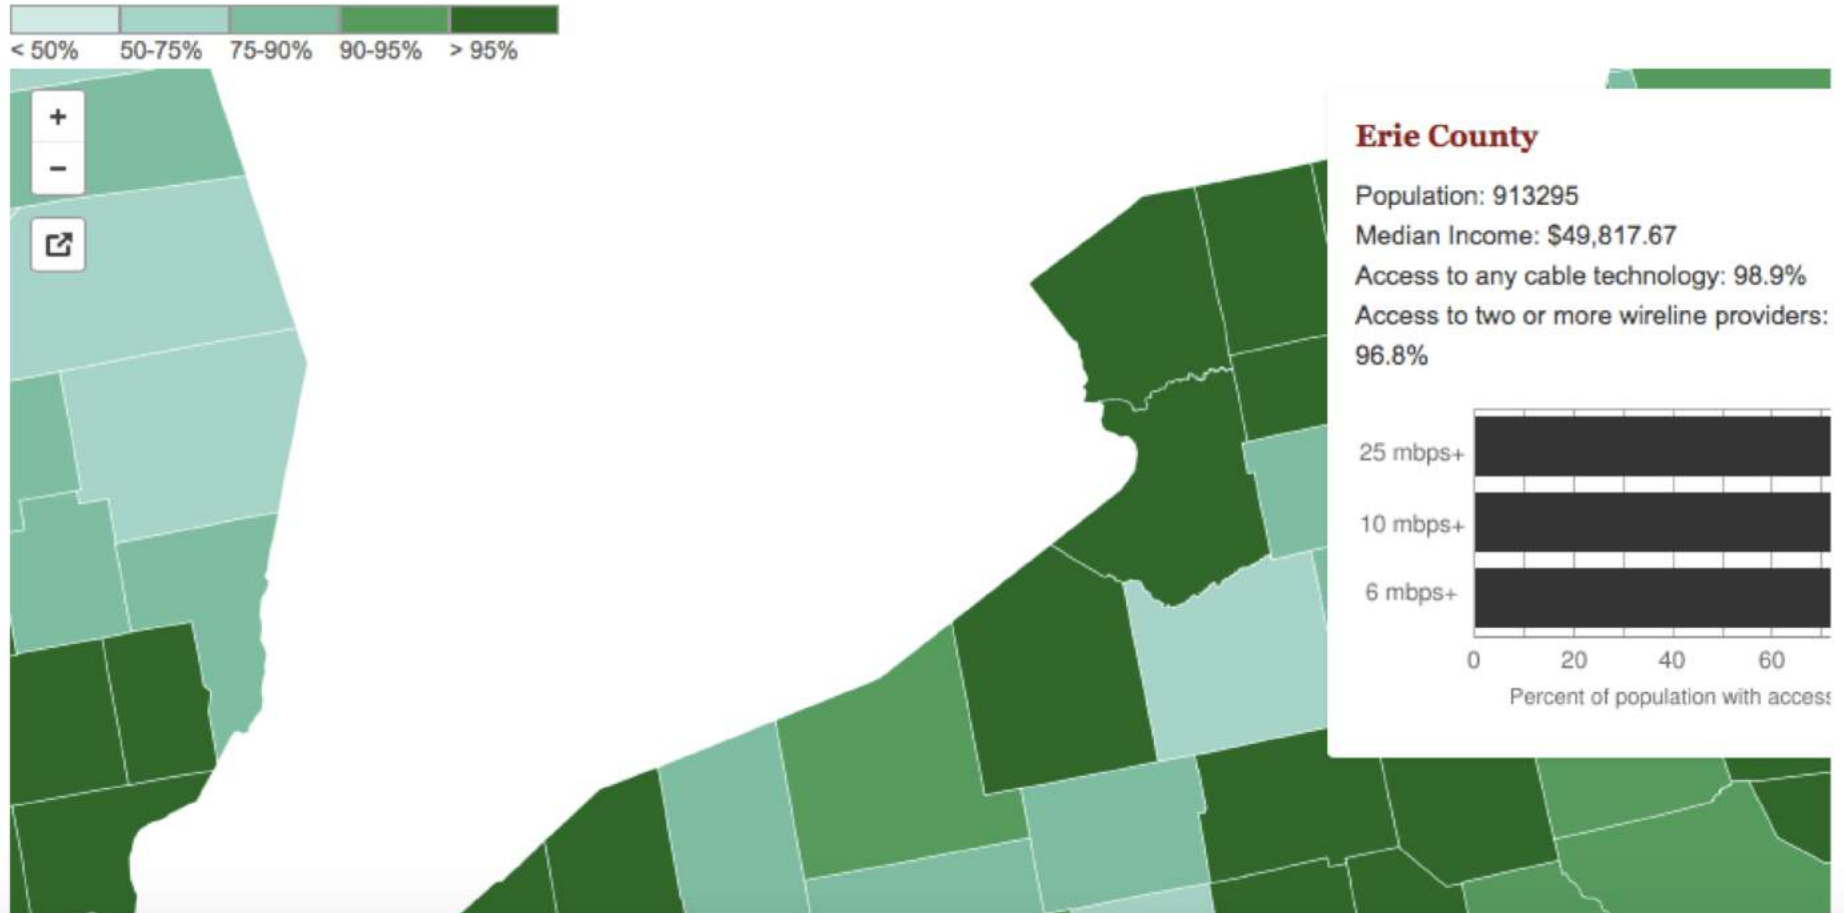 < 50% 50-75% 75-90% 90-95% > 95%
+
−
Erie County
Population: 913295
Median Income: $49,817.67
Access to any cable technology: 98.9%
Access to two or more wireline providers:
96.8%
25 mbps+
10 mbps+
6 mbps+
0 20 40 60
Percent of population with access